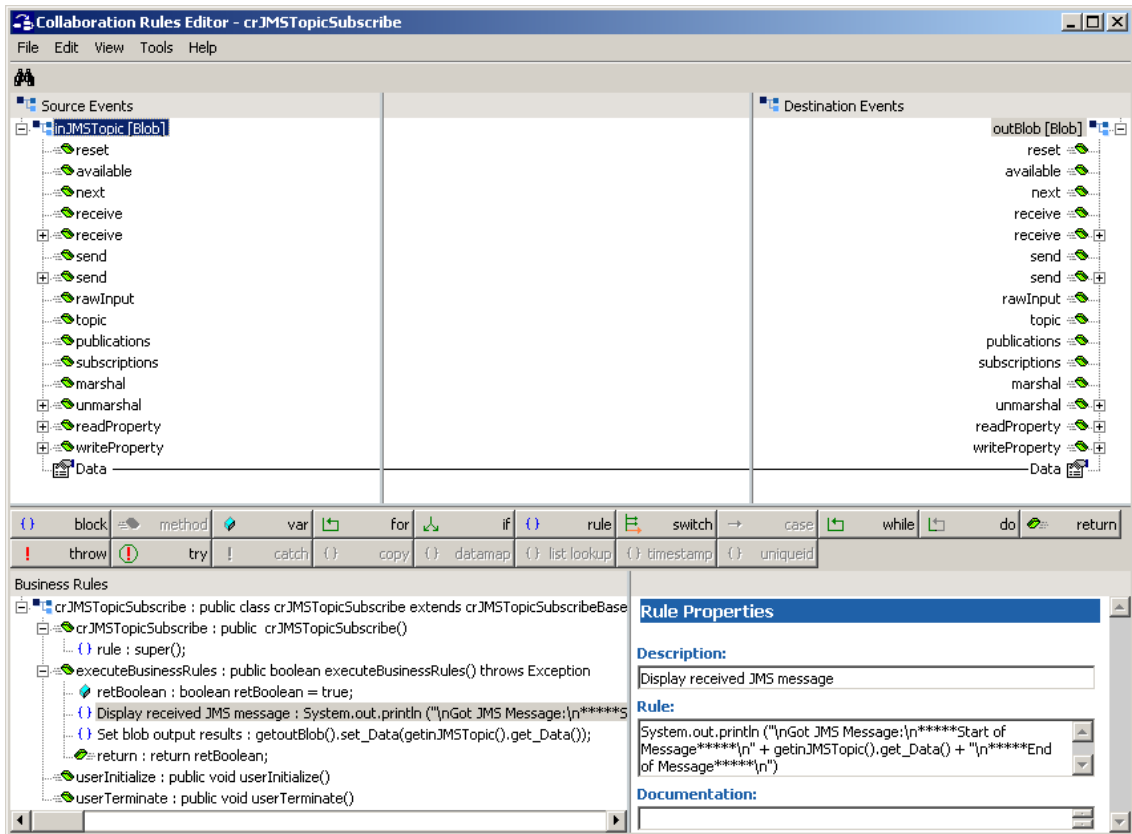 Collaboration Rules Editor - crJMSTopicSubscribe
File Edit View Tools Help
Source Events
inJMSTopic [Blob]
reset
available
next
receive
receive
send
send
rawInput
topic
publications
subscriptions
marshal
unmarshal
readProperty
writeProperty
Data
Destination Events
outBlob [Blob]
reset
available
next
receive
receive
send
send
rawInput
topic
publications
subscriptions
marshal
unmarshal
readProperty
writeProperty
Data
{} block method var for if {} rule switch case while do return
! throw try ! catch {} copy {} datamap {} list lookup {} timestamp {} uniqueid
Business Rules
crJMSTopicSubscribe : public class crJMSTopicSubscribe extends crJMSTopicSubscribeBase
crJMSTopicSubscribe : public crJMSTopicSubscribe()
{} rule : super();
executeBusinessRules : public boolean executeBusinessRules() throws Exception
retBoolean : boolean retBoolean = true;
{} Display received JMS message : System.out.println ("\nGot JMS Message:\n*****S
{} Set blob output results : getoutBlob().set_Data(getinJMSTopic().get_Data());
return : return retBoolean;
userInitialize : public void userInitialize()
userTerminate : public void userTerminate()
Rule Properties
Description:
Display received JMS message
Rule:
System.out.println ("\nGot JMS Message:\n*****Start of
Message*****\n" + getinJMSTopic().get_Data() + "\n*****End
of Message*****\n")
Documentation: